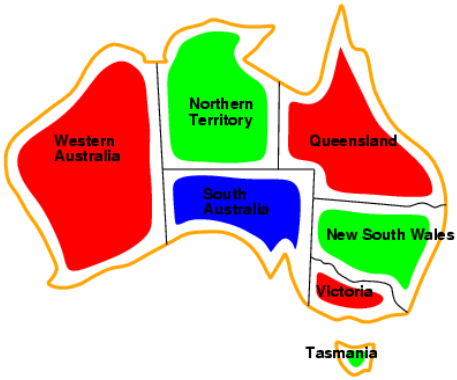 Northern
Territory
Western
Australia
Queensland
South
Australia
New South Wales
Victoria
Tasmania